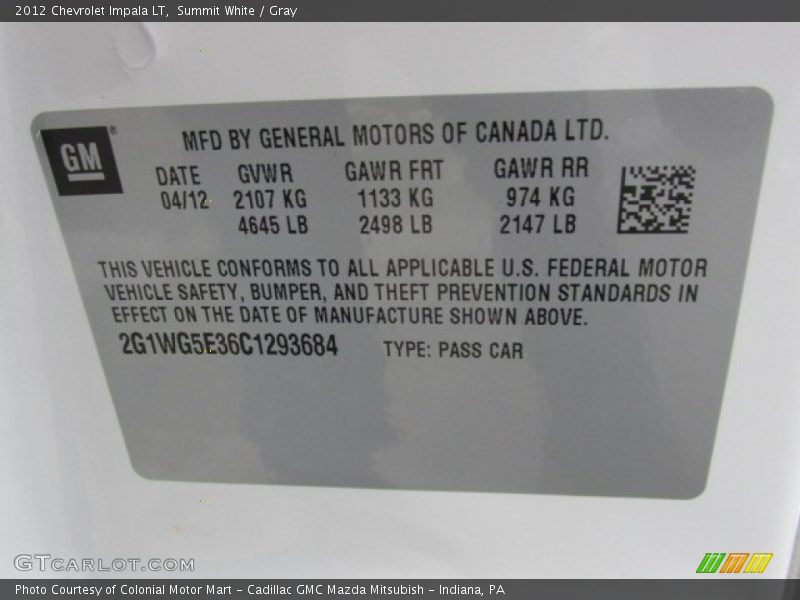 2012 Chevrolet Impala LT,  Summit White / Gray
GM®
MFD BY GENERAL MOTORS OF CANADA LTD.
DATE GVWR GAWR FRT GAWR RR
04/12 2107 KG 1133 KG 974 KG
4645 LB 2498 LB 2147 LB
THIS VEHICLE CONFORMS TO ALL APPLICABLE U.S. FEDERAL MOTOR
VEHICLE SAFETY, BUMPER, AND THEFT PREVENTION STANDARDS IN
EFFECT ON THE DATE OF MANUFACTURE SHOWN ABOVE.
2G1WG5E36C1293684 TYPE: PASS CAR
GTCARLOT.COM
Photo Courtesy of Colonial Motor Mart - Cadillac GMC Mazda Mitsubish - Indiana, PA